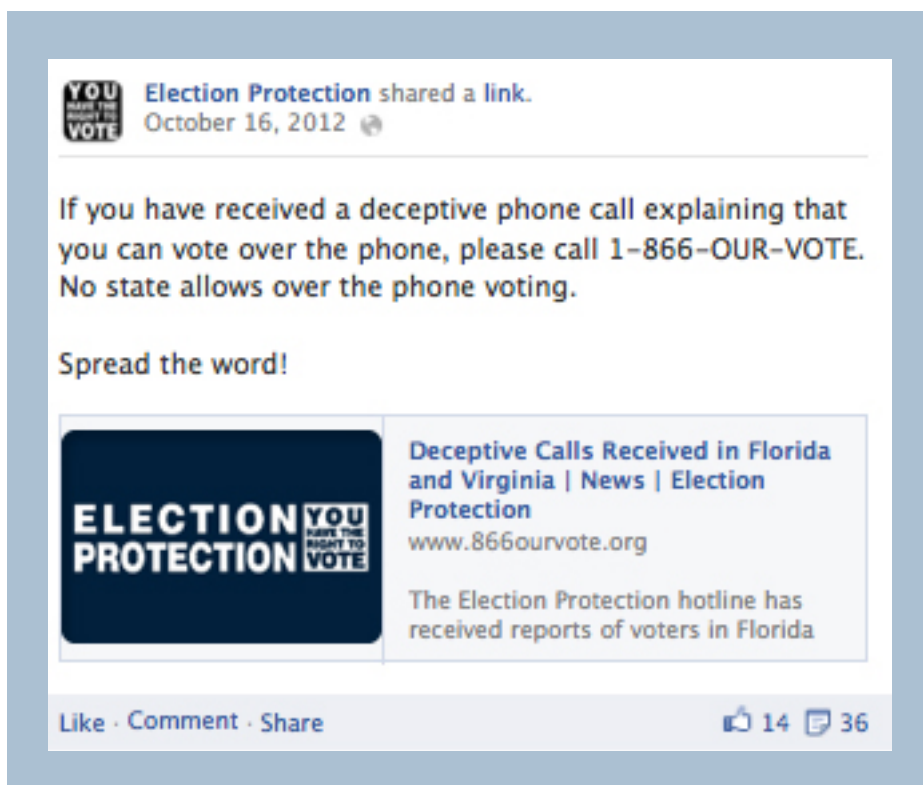 YOU
HAVE THE
RIGHT TO
VOTE
Election Protection shared a link.
October 16, 2012
If you have received a deceptive phone call explaining that
you can vote over the phone, please call 1-866-OUR-VOTE.
No state allows over the phone voting.
Spread the word!
ELECTION
PROTECTION
YOU
HAVE THE
RIGHT TO
VOTE
Deceptive Calls Received in Florida
and Virginia | News | Election
Protection
www.866ourvote.org
The Election Protection hotline has
received reports of voters in Florida
Like · Comment · Share
14 36